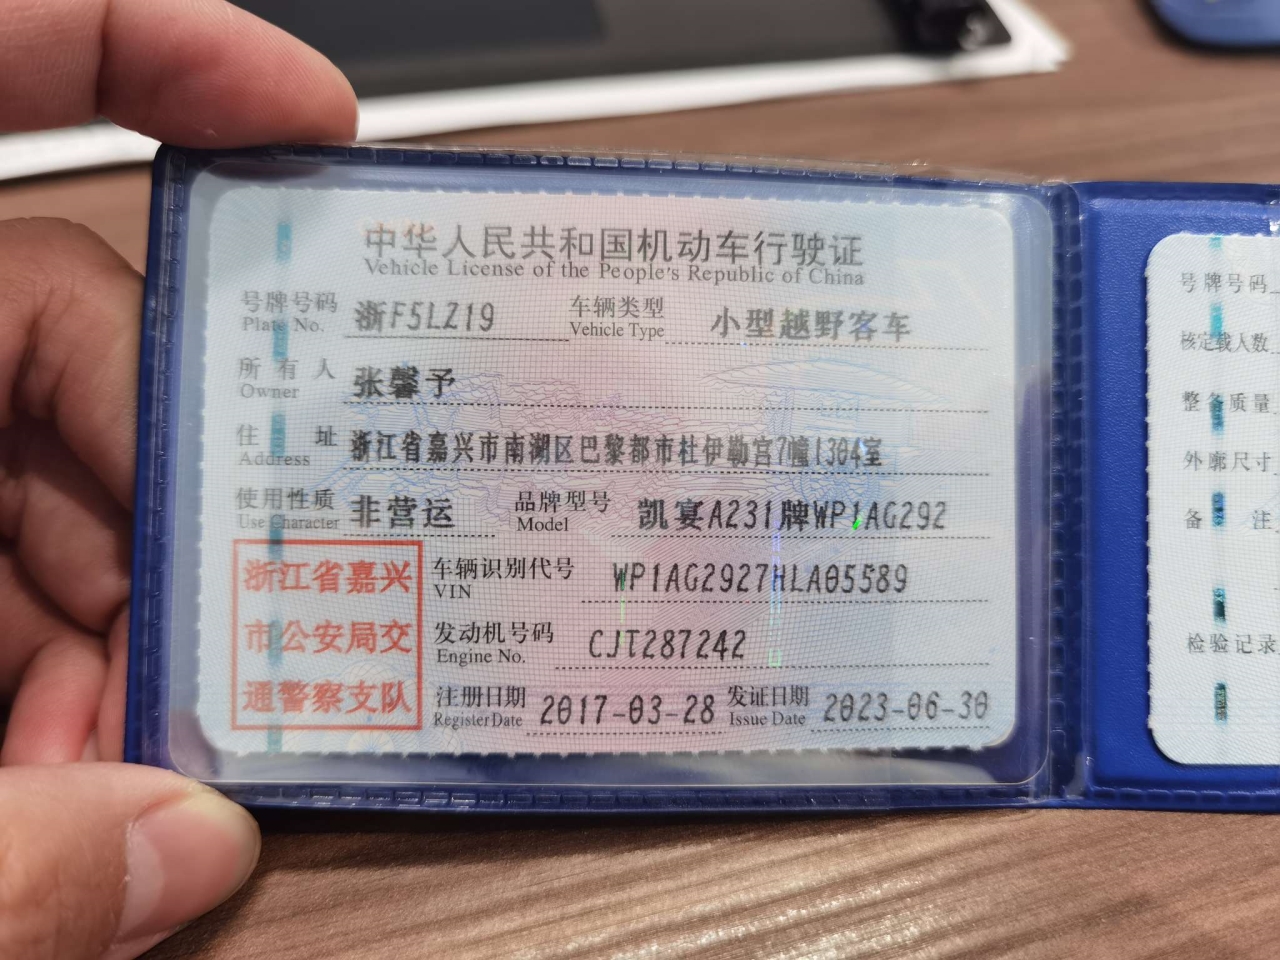 中华人民共和国机动车行驶证
Vehicle License of the People's Republic of China
号牌号码 浙F5LZ19 车辆类型 小型越野客车
Plate No. Vehicle Type
所有人 张馨予
Owner
住址 浙江省嘉兴市南湖区巴黎都市杜伊勒宫7幢1304室
Address
使用性质 非营运 品牌型号 凯宴A231牌WP1AG292
Use Character Model
浙江省嘉兴
市公安局交
通警察支队
车辆识别代号 WP1AG2927HLA05589
VIN
发动机号码 CJT287242
Engine No.
注册日期 2017-03-28 发证日期 2023-06-30
Register Date Issue Date
号牌号码
核定载人数
整备质量
外廓尺寸
备注
检验记录